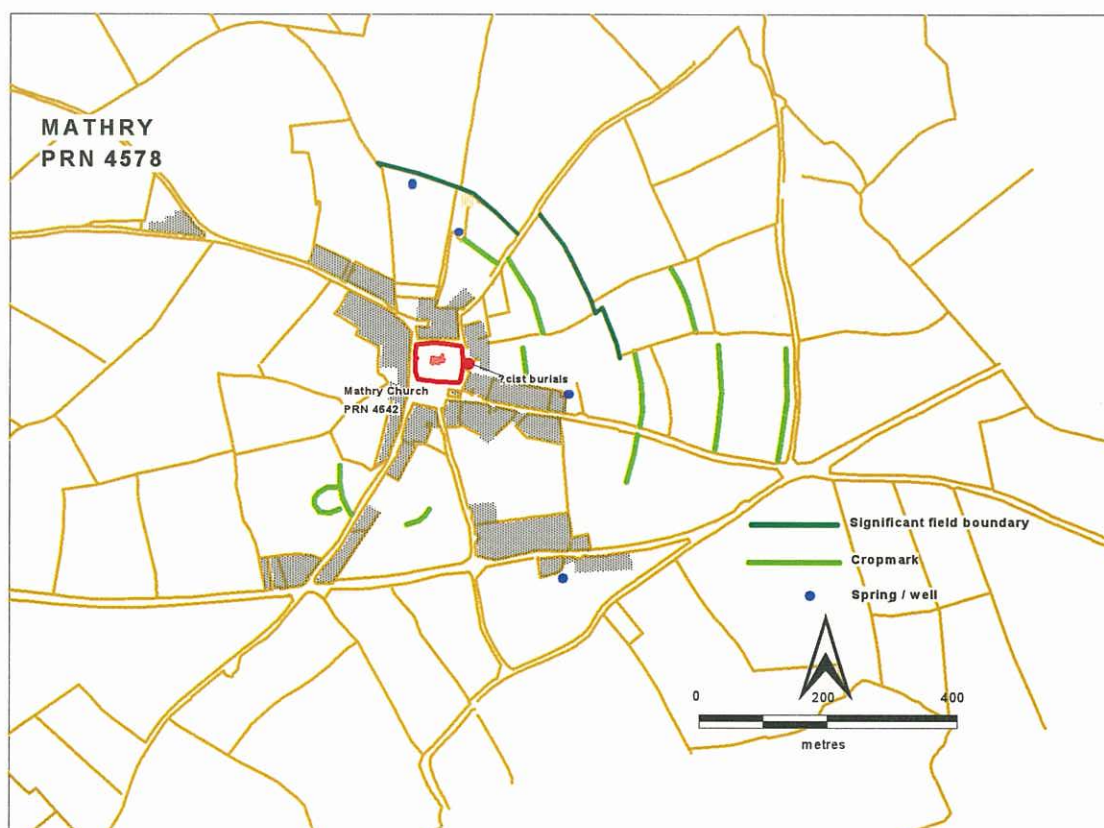 MATHRY
PRN 4578
?cist burials
Mathry Church
PRN 4642
Significant field boundary
Cropmark
Spring / well
0 200 400
metres